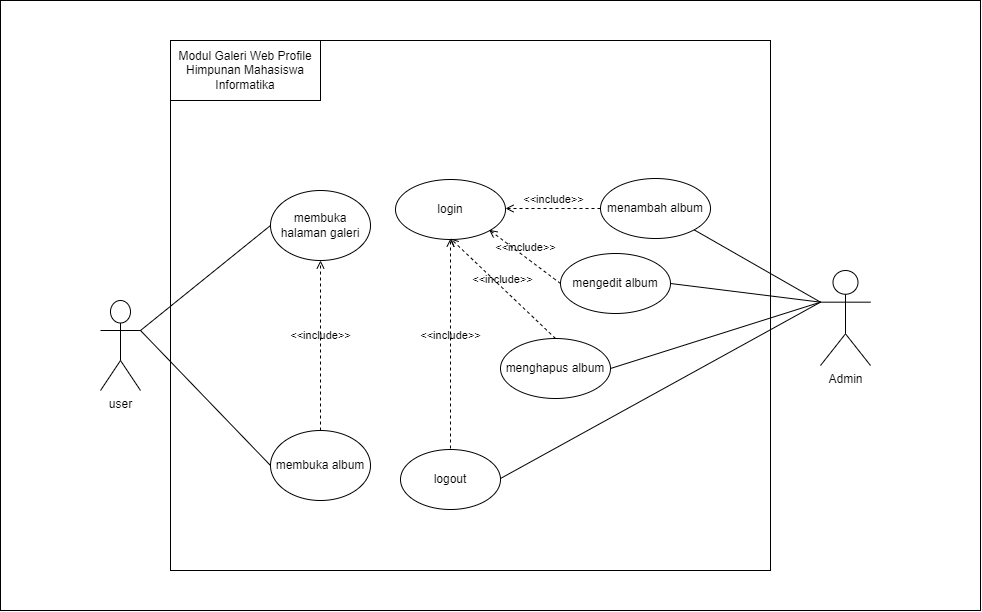 Modul Galeri Web Profile
Himpunan Mahasiswa
Informatika
membuka
halaman galeri
login
<<include>>
menambah album
<<include>>
mengedit album
<<include>>
<<include>>
<<include>>
menghapus album
user
Admin
membuka album
logout